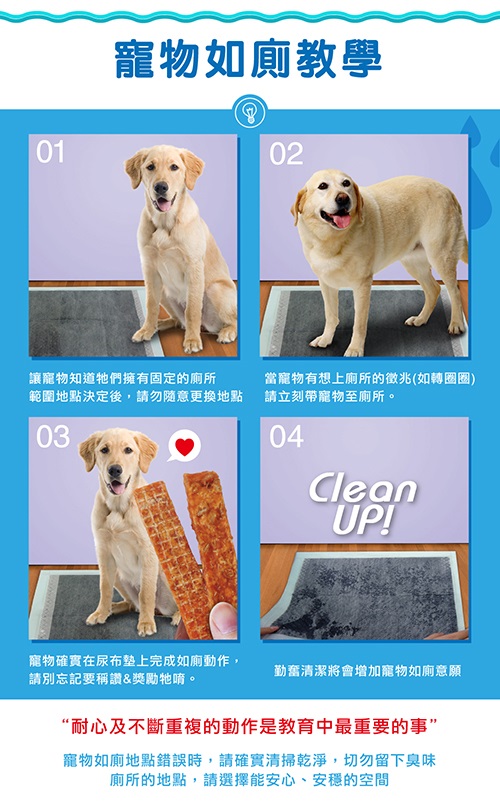 寵物如廁教學
01
02
讓寵物知道牠們擁有固定的廁所
範圍地點決定後，請勿隨意更換地點
當寵物有想上廁所的徵兆(如轉圈圈)
請立刻帶寵物至廁所。
03
04
Clean
UP!
寵物確實在尿布墊上完成如廁動作，
請別忘記要稱讚&獎勵牠唷。
勤奮清潔將會增加寵物如廁意願
“耐心及不斷重複的動作是教育中最重要的事”
寵物如廁地點錯誤時，請確實清掃乾淨，切勿留下臭味
廁所的地點，請選擇能安心、安穩的空間